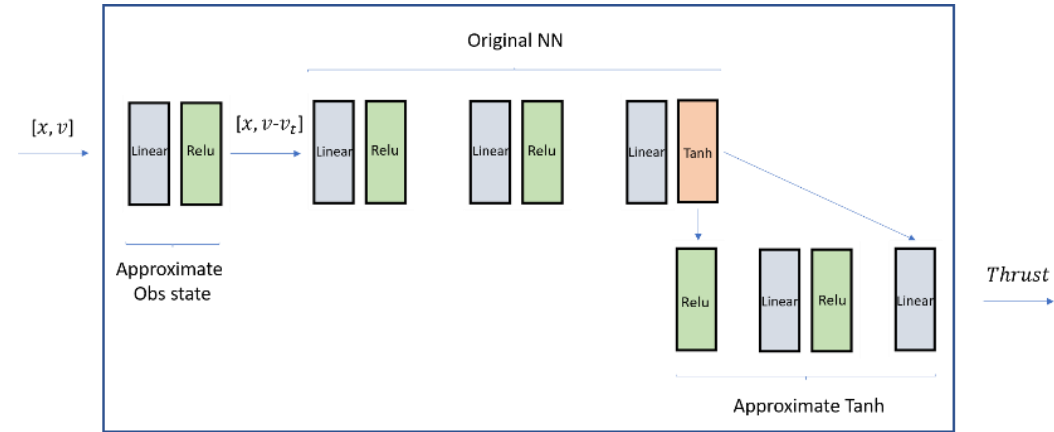 Original NN
[x, v]
[x, v-v_t]
Linear
Relu
Linear
Relu
Linear
Relu
Linear
Tanh
Approximate
Obs state
Relu
Linear
Relu
Linear
Thrust
Approximate Tanh